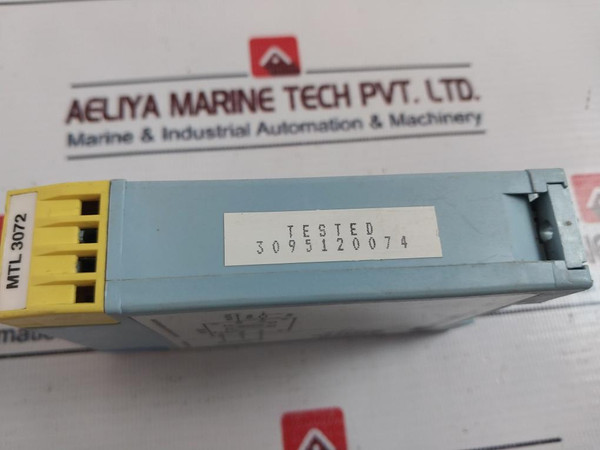 AELIYA MARINE TECH PVT. LTD.
Marine & Industrial Automation & Machinery
MTL 3072
TESTED
3095120074